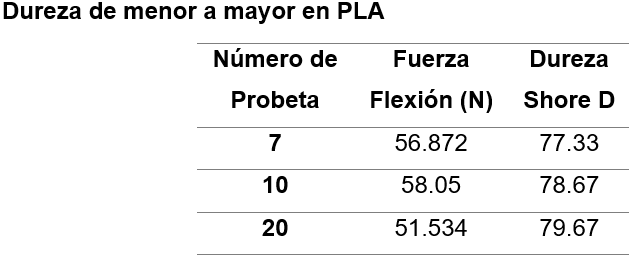 Dureza de menor a mayor en PLA
Número de Fuerza Dureza
Probeta Flexión (N) Shore D
7 56.872 77.33
10 58.05 78.67
20 51.534 79.67